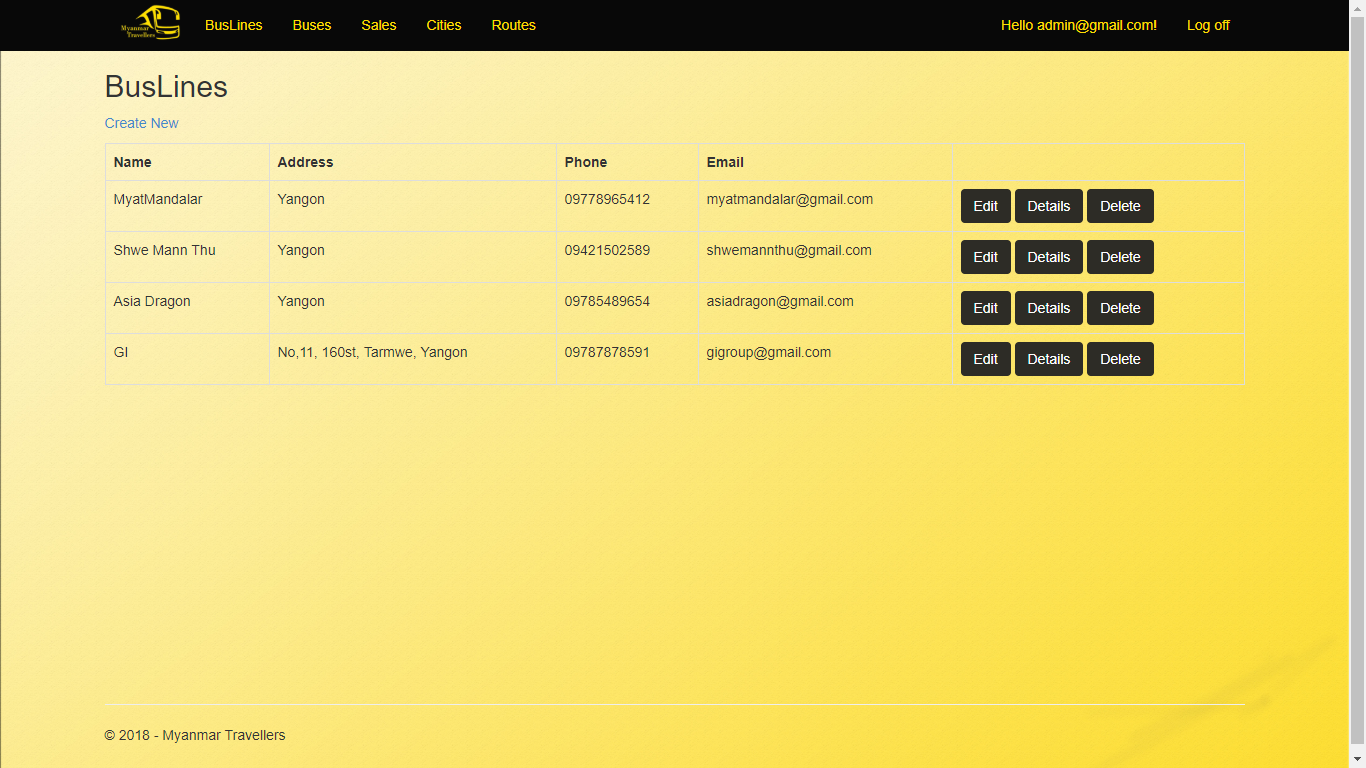 Myanmar
Travellers
BusLines Buses Sales Cities Routes Hello admin@gmail.com! Log off
BusLines
Create New
Name Address Phone Email
MyatMandalar Yangon 09778965412 myatmandalar@gmail.com Edit Details Delete
Shwe Mann Thu Yangon 09421502589 shwemannthu@gmail.com Edit Details Delete
Asia Dragon Yangon 09785489654 asiadragon@gmail.com Edit Details Delete
GI No,11, 160st, Tarmwe, Yangon 09787878591 gigroup@gmail.com Edit Details Delete
© 2018 - Myanmar Travellers